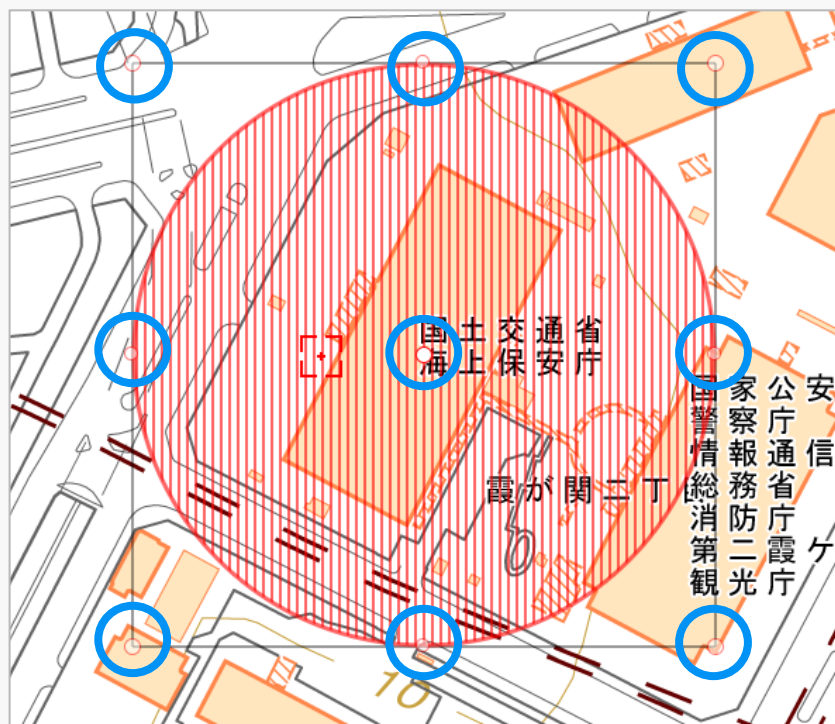 国土交通省
海上保安庁
国家公安
警察庁
情報通信
総務省
消防庁
第二霞ケ
観光庁
霞が関二丁
10